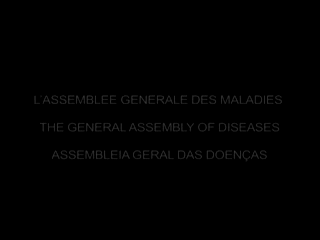 L'ASSEMBLEE GENERALE DES MALADIES
THE GENERAL ASSEMBLY OF DISEASES
ASSEMBLEIA GERAL DAS DOENÇAS